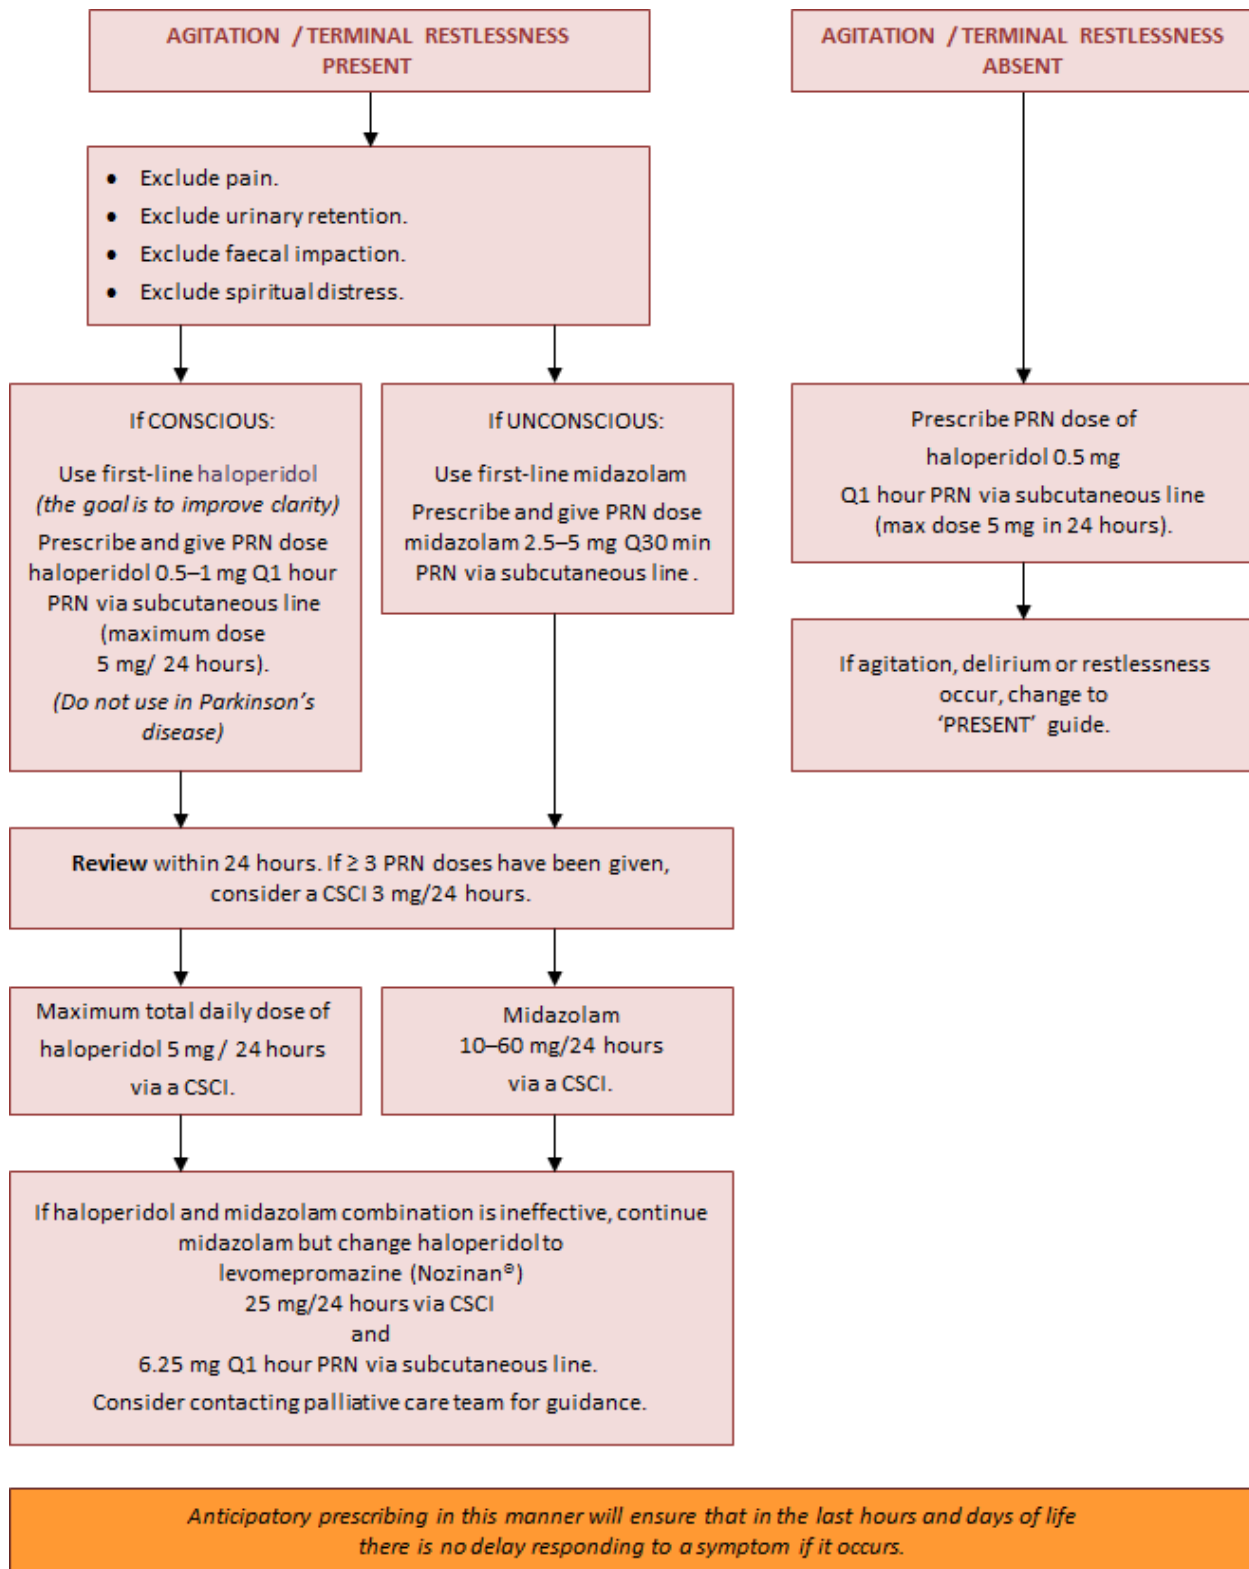 AGITATION / TERMINAL RESTLESSNESS
PRESENT
• Exclude pain.
• Exclude urinary retention.
• Exclude faecal impaction.
• Exclude spiritual distress.
If CONSCIOUS:
Use first-line haloperidol
(the goal is to improve clarity)
Prescribe and give PRN dose
haloperidol 0.5–1 mg Q1 hour
PRN via subcutaneous line
(maximum dose
5 mg/ 24 hours).
(Do not use in Parkinson’s
disease)
If UNCONSCIOUS:
Use first-line midazolam
Prescribe and give PRN dose
midazolam 2.5–5 mg Q30 min
PRN via subcutaneous line .
Review within 24 hours. If ≥ 3 PRN doses have been given,
consider a CSCI 3 mg/24 hours.
Maximum total daily dose of
haloperidol 5 mg / 24 hours
via a CSCI.
Midazolam
10–60 mg/24 hours
via a CSCI.
If haloperidol and midazolam combination is ineffective, continue
midazolam but change haloperidol to
levomepromazine (Nozinan®)
25 mg/24 hours via CSCI
and
6.25 mg Q1 hour PRN via subcutaneous line.
Consider contacting palliative care team for guidance.
AGITATION / TERMINAL RESTLESSNESS
ABSENT
Prescribe PRN dose of
haloperidol 0.5 mg
Q1 hour PRN via subcutaneous line
(max dose 5 mg in 24 hours).
If agitation, delirium or restlessness
occur, change to
‘PRESENT’ guide.
Anticipatory prescribing in this manner will ensure that in the last hours and days of life
there is no delay responding to a symptom if it occurs.